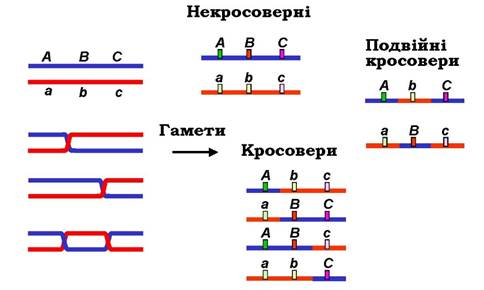 Некросоверні
A B C
a b c
A B C
a b c
Подвійні
кросовери
A b C
a B c
Гамети
Кросовери
A b c
a B C
A B c
a b C